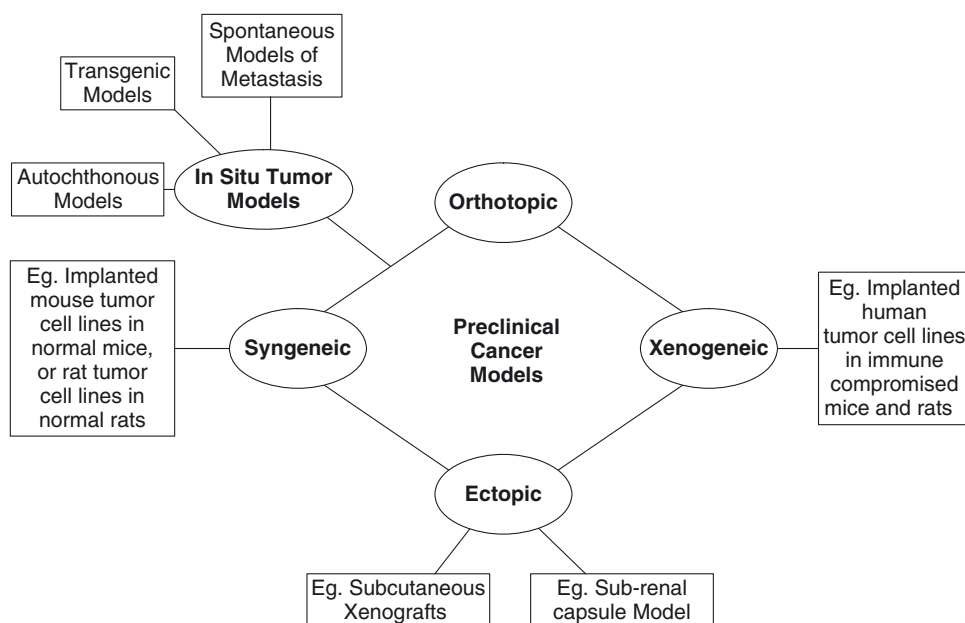 Spontaneous
Models of
Metastasis
Transgenic
Models
Autochthonous
Models
In Situ Tumor
Models
Orthotopic
Eg. Implanted
mouse tumor
cell lines in
normal mice,
or rat tumor
cell lines in
normal rats
Syngeneic
Preclinical
Cancer
Models
Xenogeneic
Eg. Implanted
human
tumor cell lines
in immune
compromised
mice and rats
Ectopic
Eg. Subcutaneous
Xenografts
Eg. Sub-renal
capsule Model